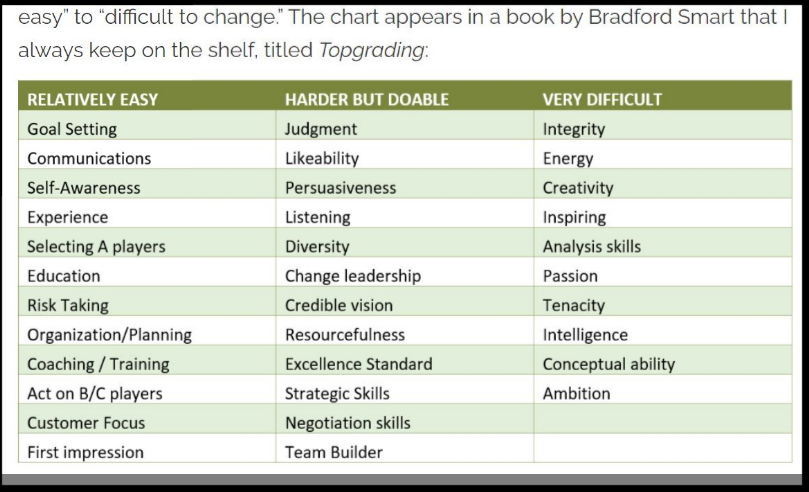 easy” to “difficult to change.” The chart appears in a book by Bradford Smart that I
always keep on the shelf, titled Topgrading:
RELATIVELY EASY HARDER BUT DOABLE VERY DIFFICULT
Goal Setting Judgment Integrity
Communications Likeability Energy
Self-Awareness Persuasiveness Creativity
Experience Listening Inspiring
Selecting A players Diversity Analysis skills
Education Change leadership Passion
Risk Taking Credible vision Tenacity
Organization/Planning Resourcefulness Intelligence
Coaching / Training Excellence Standard Conceptual ability
Act on B/C players Strategic Skills Ambition
Customer Focus Negotiation skills
First impression Team Builder